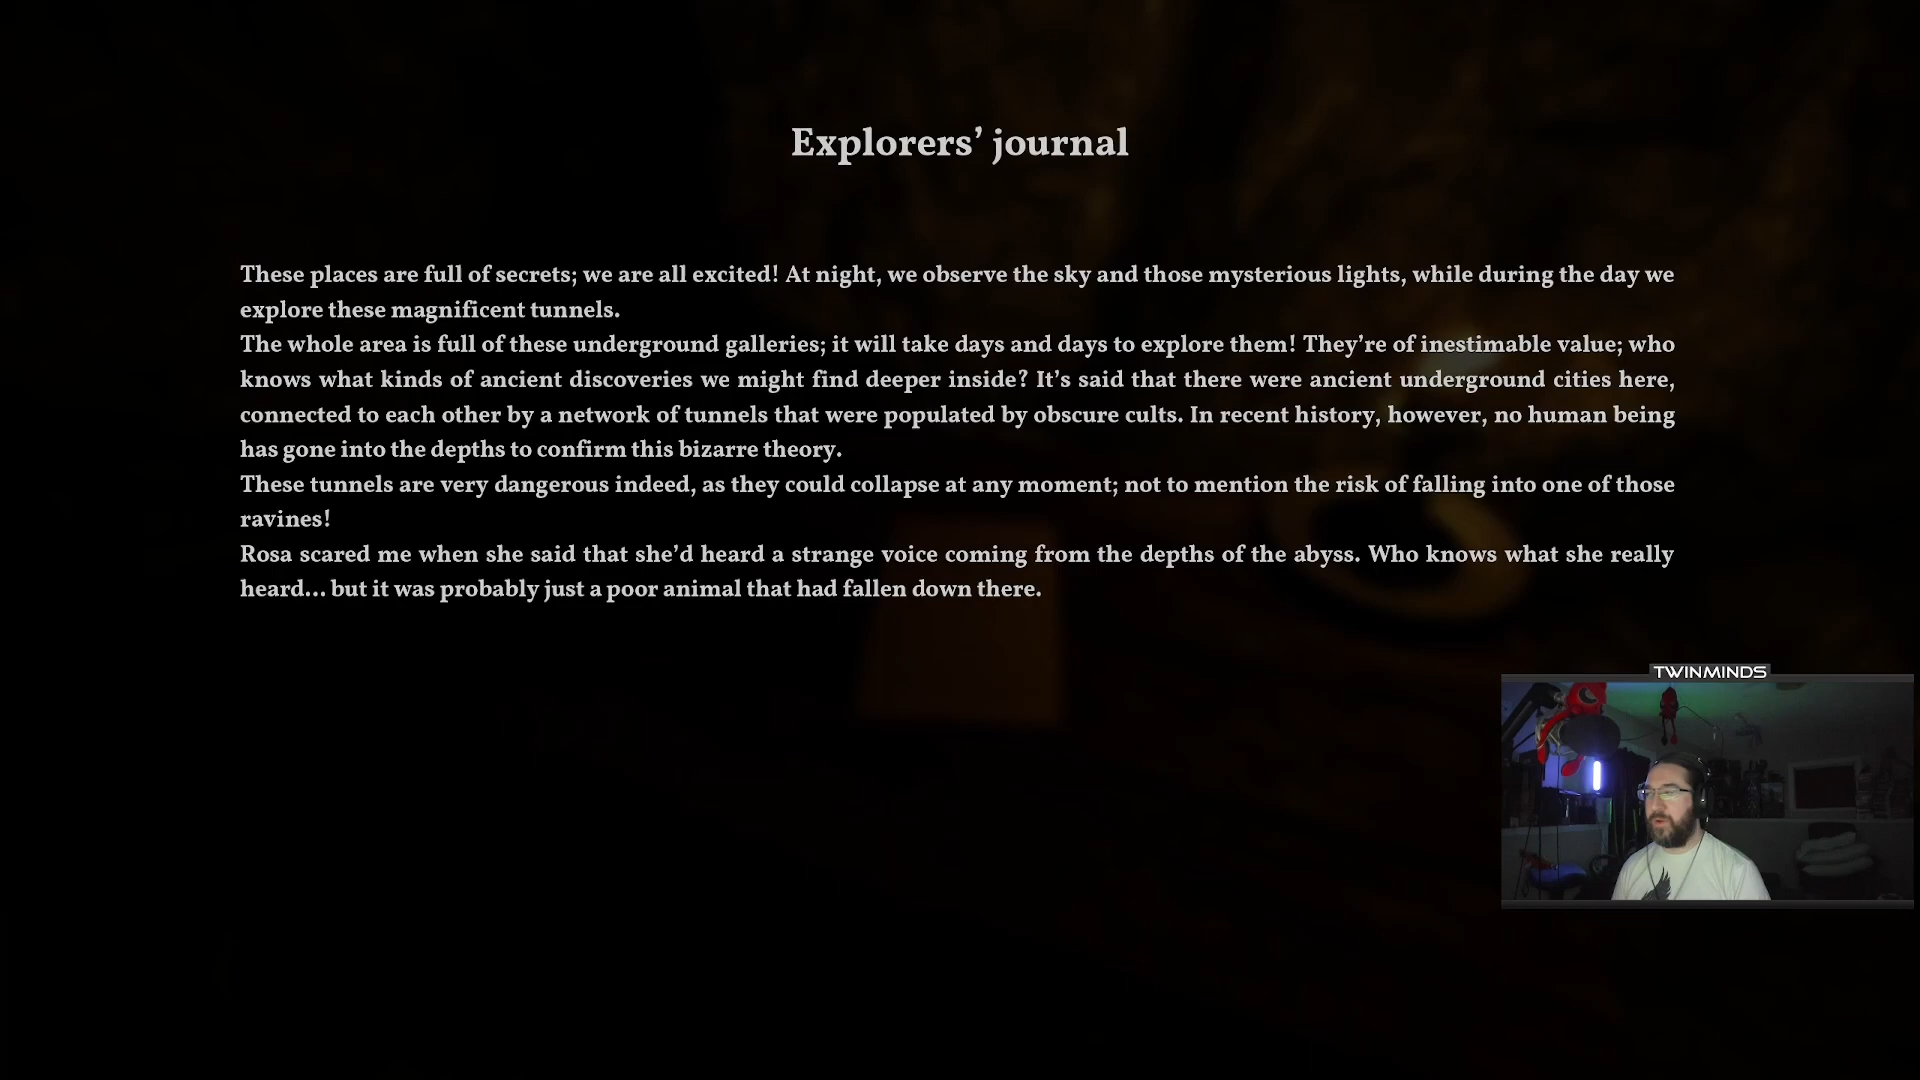 Explorers’ journal
These places are full of secrets; we are all excited! At night, we observe the sky and those mysterious lights, while during the day we
explore these magnificent tunnels.
The whole area is full of these underground galleries; it will take days and days to explore them! They’re of inestimable value; who
knows what kinds of ancient discoveries we might find deeper inside? It’s said that there were ancient underground cities here,
connected to each other by a network of tunnels that were populated by obscure cults. In recent history, however, no human being
has gone into the depths to confirm this bizarre theory.
These tunnels are very dangerous indeed, as they could collapse at any moment; not to mention the risk of falling into one of those
ravines!
Rosa scared me when she said that she’d heard a strange voice coming from the depths of the abyss. Who knows what she really
heard… but it was probably just a poor animal that had fallen down there.
TWINMINDS